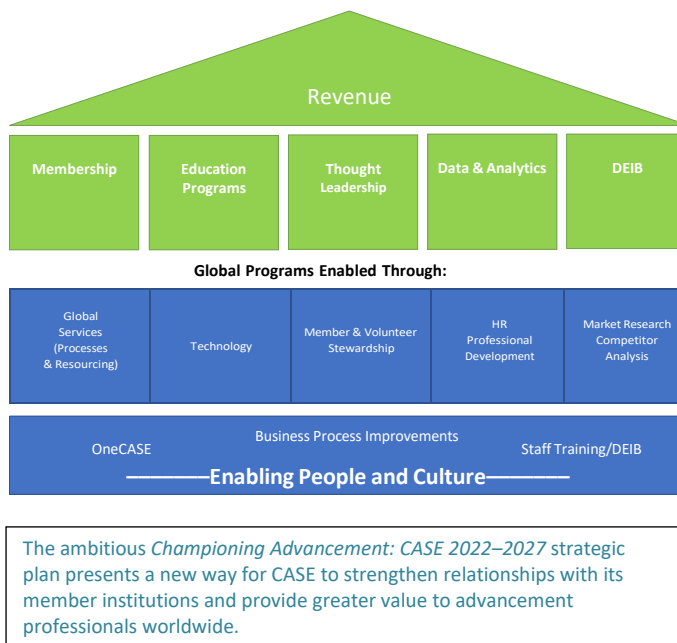 Revenue
Membership
Education
Programs
Thought
Leadership
Data & Analytics
DEIB
Global Programs Enabled Through:
Global
Services
(Processes
& Resourcing)
Technology
Member & Volunteer
Stewardship
HR
Professional
Development
Market Research
Competitor
Analysis
Business Process Improvements
OneCASE
Staff Training/DEIB
———Enabling People and Culture———
The ambitious Championing Advancement: CASE 2022–2027 strategic
plan presents a new way for CASE to strengthen relationships with its
member institutions and provide greater value to advancement
professionals worldwide.